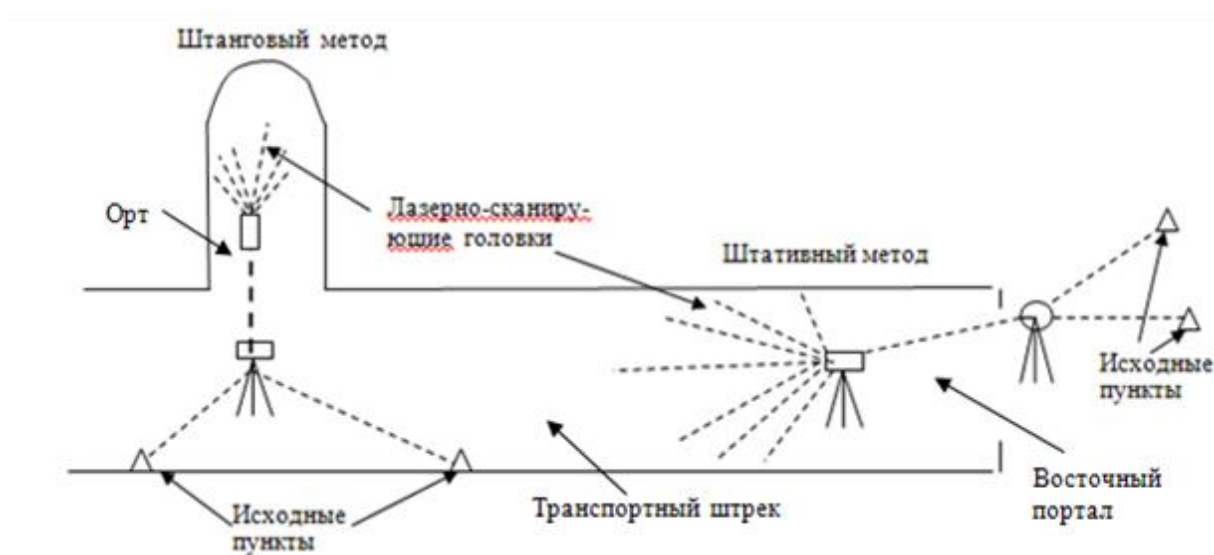 Штанговый метод
Орт
Лазерно-сканиру-
ющие головки
Штативный метод
Исходные
пункты
Исходные
пункты
Транспортный штрек
Восточный
портал